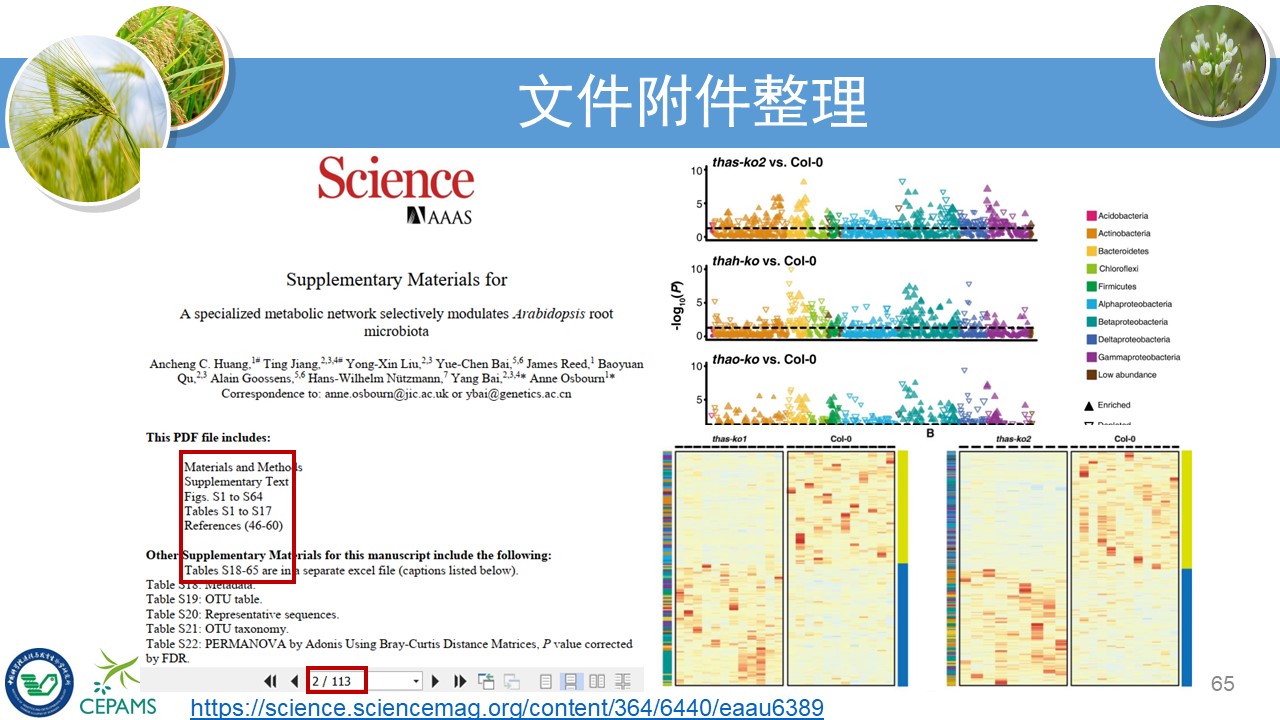 文件附件整理
Science
AAAS
Supplementary Materials for
A specialized metabolic network selectively modulates Arabidopsis root
microbiota
Ancheng C. Huang,1# Ting Jiang,2,3,4# Yong-Xin Liu,2,3 Yue-Chen Bai,5,6 James Reed,1 Baoyuan
Qu,2,3 Alain Goossens,5,6 Hans-Wilhelm Nützmann,7 Yang Bai,2,3,4* Anne Osbourn1*
Correspondence to: anne.osbourn@jic.ac.uk or ybai@genetics.ac.cn
This PDF file includes:
Materials and Methods
Supplementary Text
Figs. S1 to S64
Tables S1 to S17
References (46-60)
Other Supplementary Materials for this manuscript include the following:
Tables S18-65 are in a separate excel file (captions listed below).
Table S18: Metadata.
Table S19: OTU table.
Table S20: Representative sequences.
Table S21: OTU taxonomy.
Table S22: PERMANOVA by Adonis Using Bray-Curtis Distance Matrices, P value corrected
by FDR.
2 / 113
thas-ko2 vs. Col-0
10
5
0
thah-ko vs. Col-0
10
5
0
thao-ko vs. Col-0
10
5
-log10(P)
Acidobacteria
Actinobacteria
Bacteroidetes
Chloroflexi
Firmicutes
Alphaproteobacteria
Betaproteobacteria
Deltaproteobacteria
Gammaproteobacteria
Low abundance
Enriched
Depleted
thas-ko1
Col-0
B
thas-ko2
Col-0
CEPAMS
https://science.sciencemag.org/content/364/6440/eaau6389
65